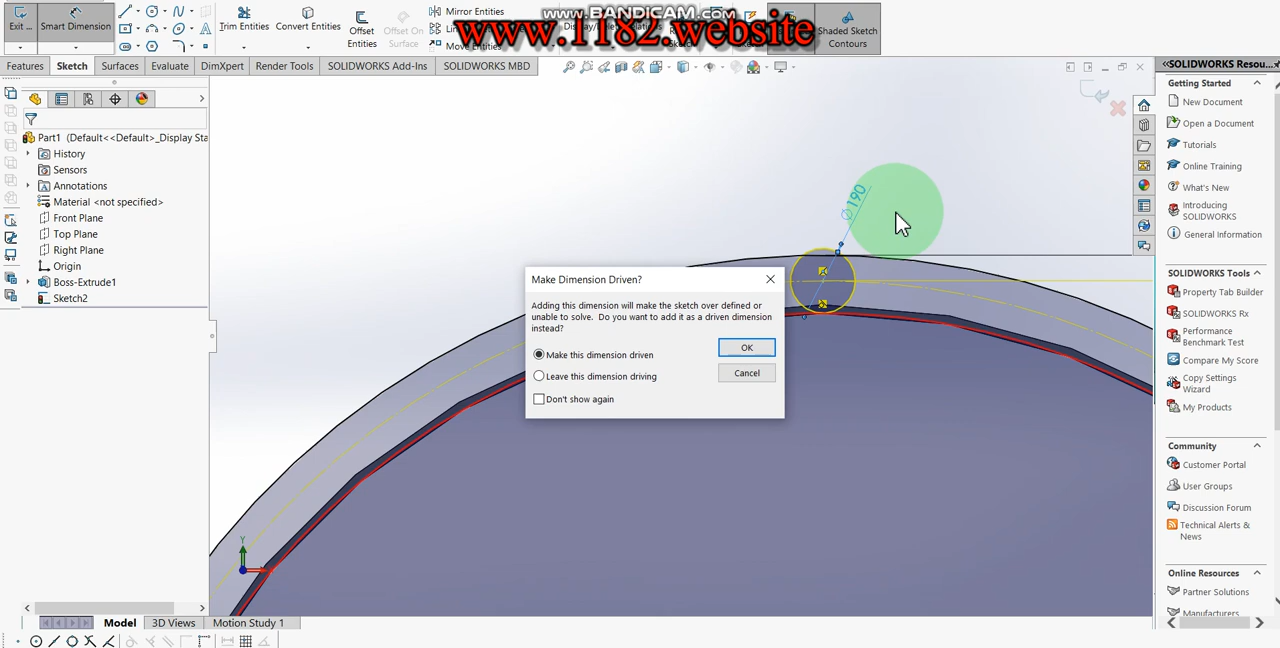 www.BANDICAM.com
www.1182.website
Exit ...
Smart Dimension
Trim Entities
Convert Entities
Offset Entities
Offset On Surface
Mirror Entities
Move Entities
Shaded Sketch Contours
Features
Sketch
Surfaces
Evaluate
DimXpert
Render Tools
SOLIDWORKS Add-Ins
SOLIDWORKS MBD
Part1 (Default<<Default>_Display Sta
History
Sensors
Annotations
Material <not specified>
Front Plane
Top Plane
Right Plane
Origin
Boss-Extrude1
Sketch2
Ø190
Make Dimension Driven?
Adding this dimension will make the sketch over defined or
unable to solve. Do you want to add it as a driven dimension
instead?
Make this dimension driven
Leave this dimension driving
Don't show again
OK
Cancel
Y
Model
3D Views
Motion Study 1
SOLIDWORKS Resou...
Getting Started
New Document
Open a Document
Tutorials
Online Training
What's New
Introducing
SOLIDWORKS
General Information
SOLIDWORKS Tools
Property Tab Builder
SOLIDWORKS Rx
Performance
Benchmark Test
Compare My Score
Copy Settings
Wizard
My Products
Community
Customer Portal
User Groups
Discussion Forum
Technical Alerts &
News
Online Resources
Partner Solutions
Manufacturers